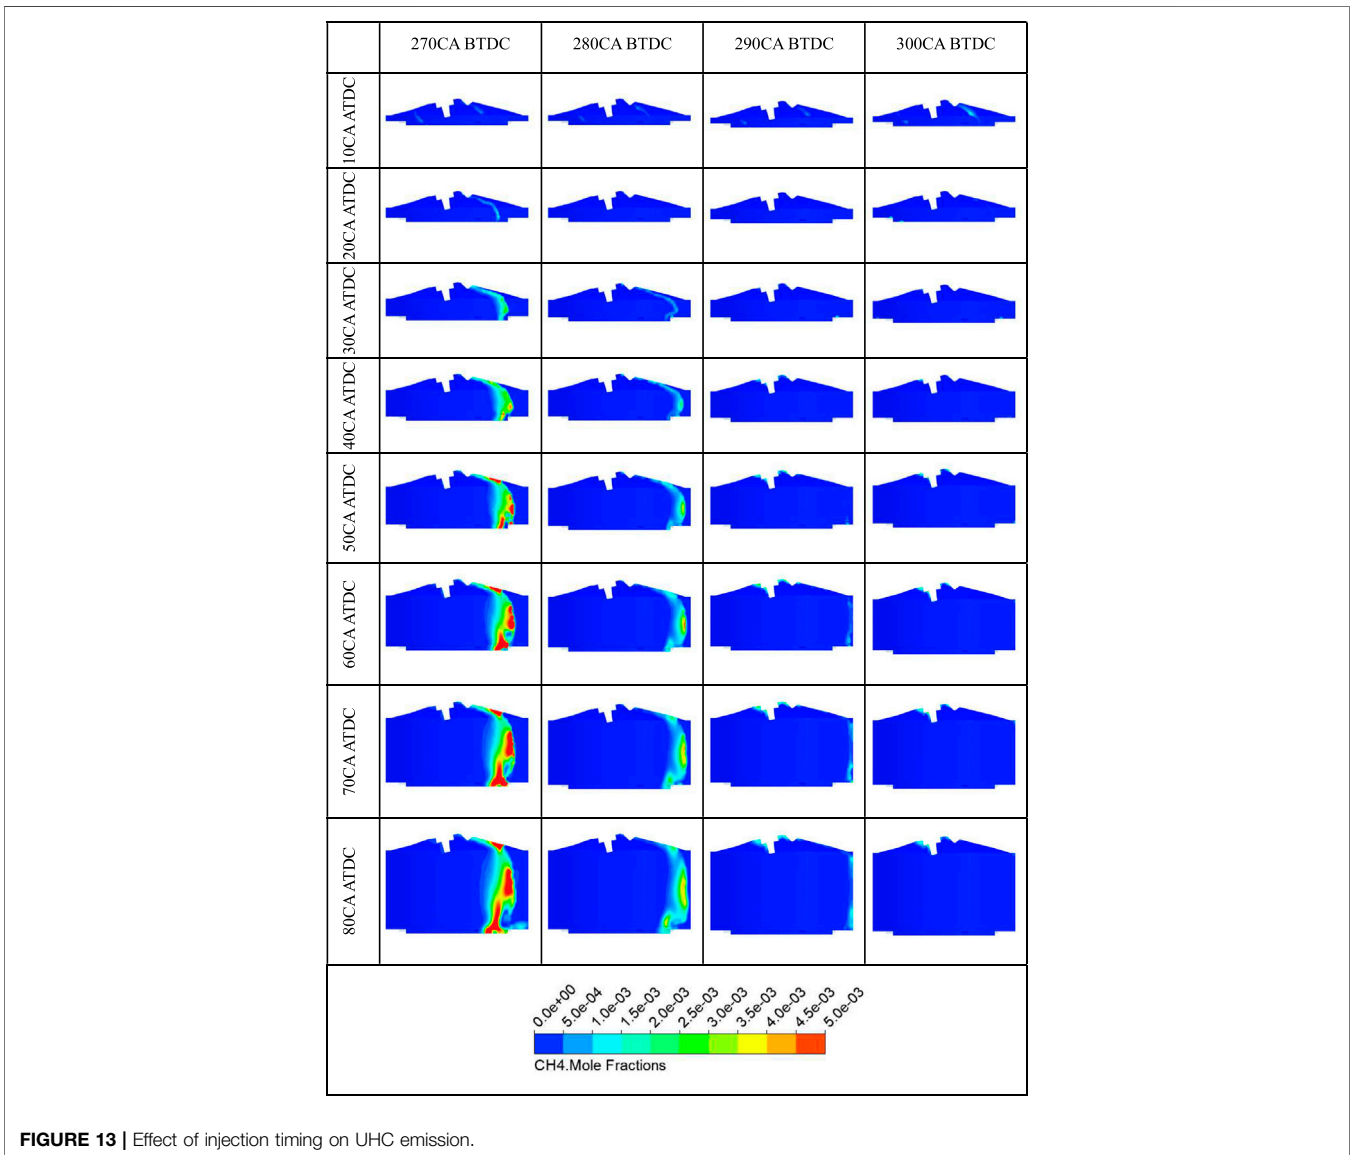 270CA BTDC 280CA BTDC 290CA BTDC 300CA BTDC
10CA ATDC
20CA ATDC
30CA ATDC
40CA ATDC
50CA ATDC
60CA ATDC
70CA ATDC
80CA ATDC
0.0e+00 5.0e-04 1.0e-03 1.5e-03 2.0e-03 2.5e-03 3.0e-03 3.5e-03 4.0e-03 4.5e-03 5.0e-03
CH4.Mole Fractions
FIGURE 13 | Effect of injection timing on UHC emission.